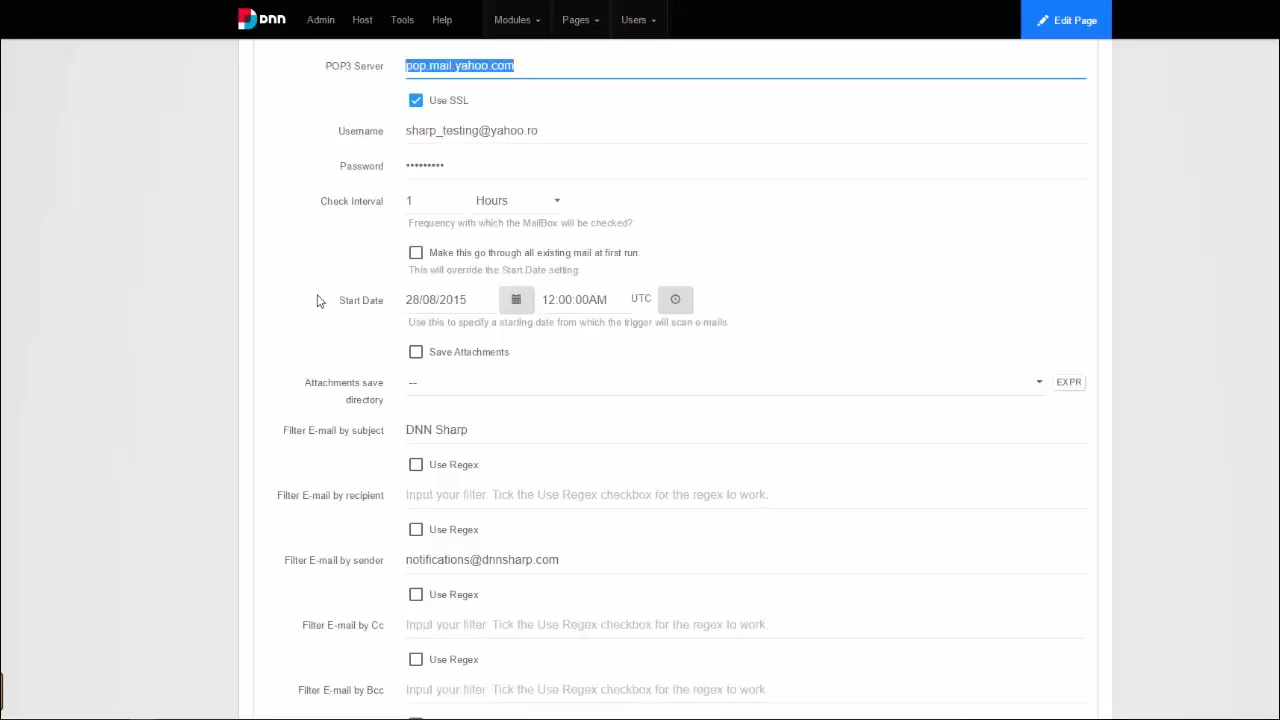 DNN Admin Host Tools Help Modules Pages Users Edit Page
POP3 Server pop.mail.yahoo.com
Use SSL
Username sharp_testing@yahoo.ro
Password •••••••••
Check Interval 1 Hours
Frequency with which the MailBox will be checked?
Make this go through all existing mail at first run.
This will override the Start Date setting.
Start Date 28/08/2015 12:00:00AM UTC
Use this to specify a starting date from which the trigger will scan e-mails
Save Attachments
Attachments save -- EXPR
directory
Filter E-mail by subject DNN Sharp
Use Regex
Filter E-mail by recipient Input your filter. Tick the Use Regex checkbox for the regex to work.
Use Regex
Filter E-mail by sender notifications@dnnsharp.com
Use Regex
Filter E-mail by Cc Input your filter. Tick the Use Regex checkbox for the regex to work.
Use Regex
Filter E-mail by Bcc Input your filter. Tick the Use Regex checkbox for the regex to work